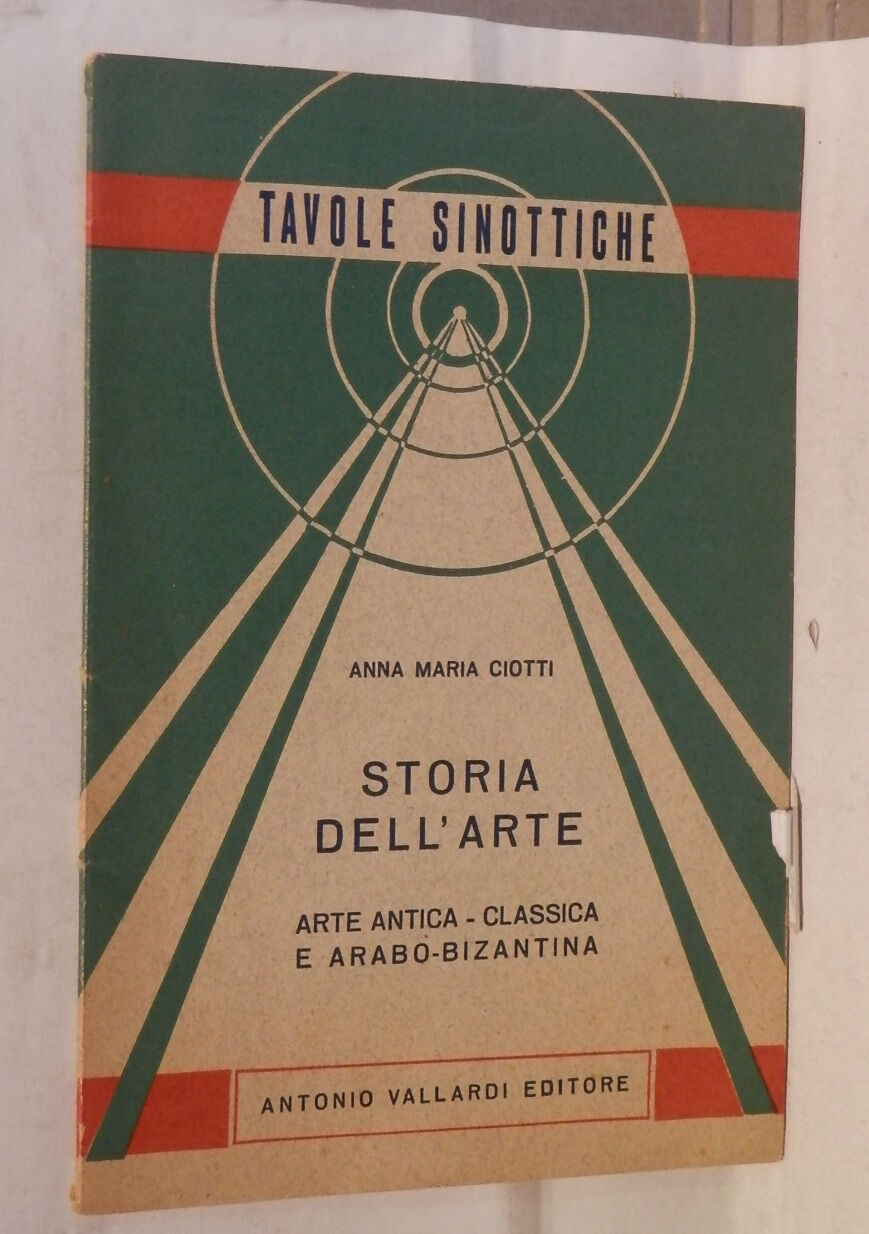 TAVOLE SINOTTICHE
ANNA MARIA CIOTTI
STORIA
DELL'ARTE
ARTE ANTICA - CLASSICA
E ARABO-BIZANTINA
ANTONIO VALLARDI EDITORE